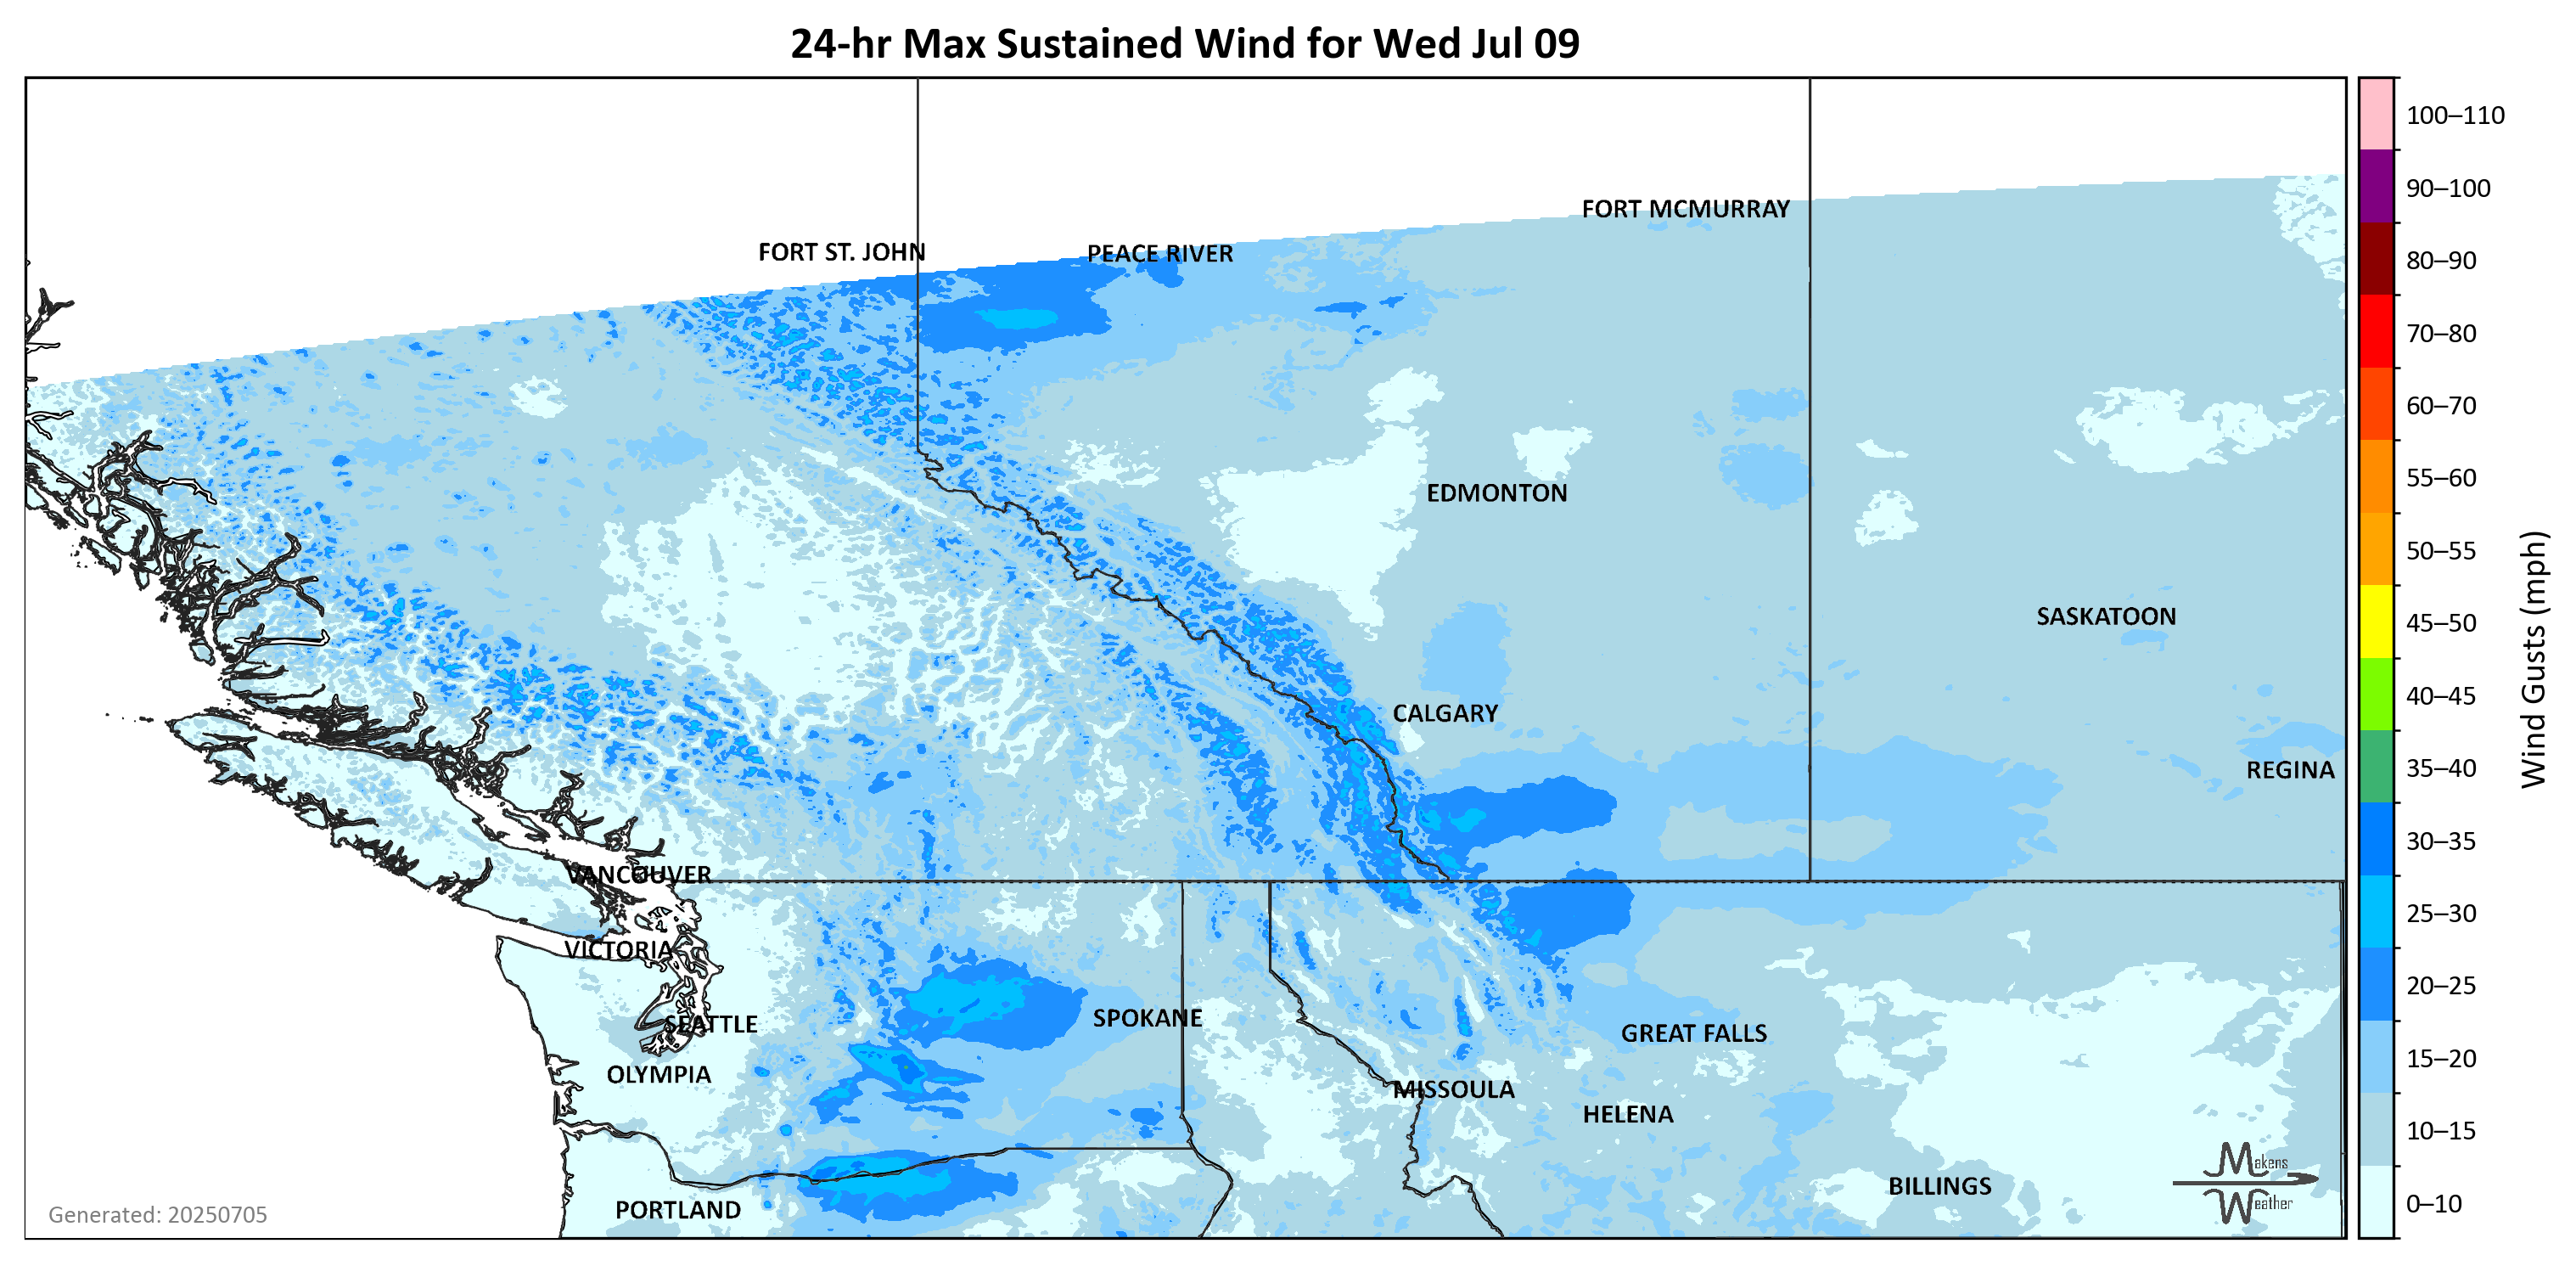 24-hr Max Sustained Wind for Wed Jul 09
FORT MCMURRAY
FORT ST. JOHN
PEACE RIVER
EDMONTON
SASKATOON
CALGARY
REGINA
VANCOUVER
VICTORIA
SPOKANE
SEATTLE
GREAT FALLS
OLYMPIA
MISSOULA
HELENA
BILLINGS
PORTLAND
Makens
Weather
Generated: 20250705
100–110
90–100
80–90
70–80
60–70
55–60
50–55
45–50
40–45
35–40
30–35
25–30
20–25
15–20
10–15
0–10
Wind Gusts (mph)